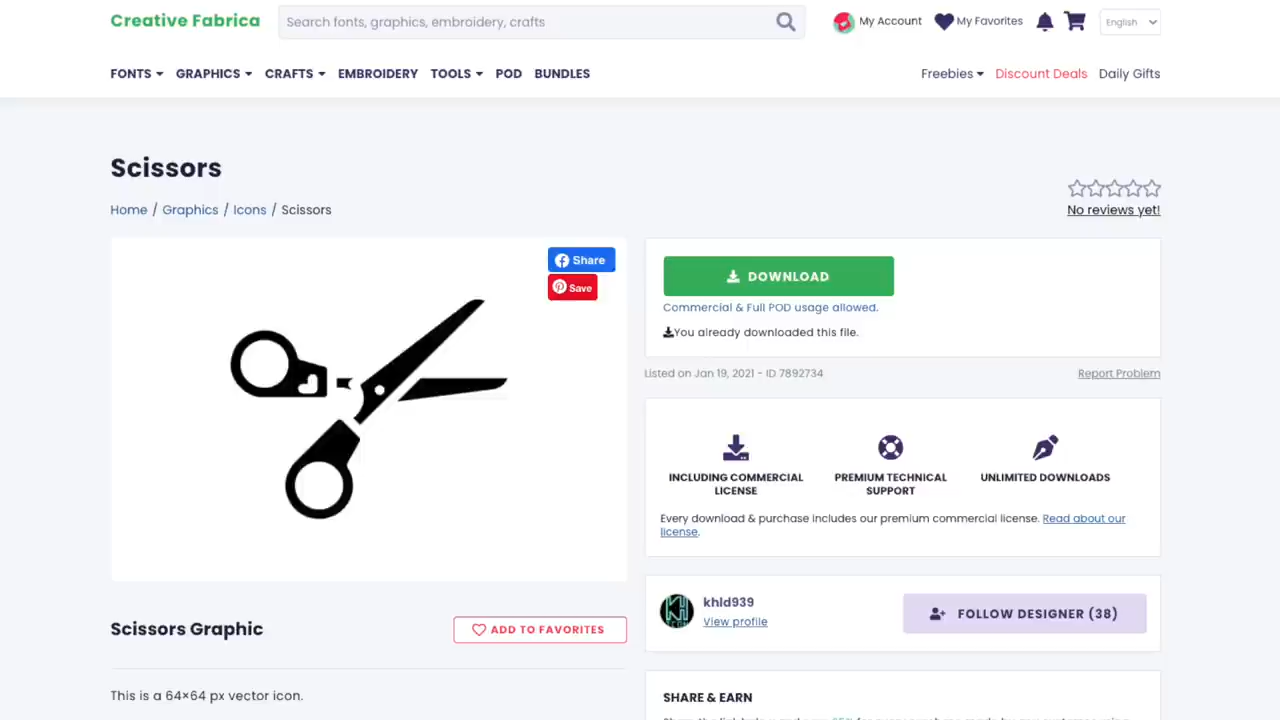 Creative Fabrica
Search fonts, graphics, embroidery, crafts
My Account
My Favorites
English
FONTS
GRAPHICS
CRAFTS
EMBROIDERY
TOOLS
POD
BUNDLES
Freebies
Discount Deals
Daily Gifts
Scissors
Home / Graphics / Icons / Scissors
No reviews yet!
Share
Save
DOWNLOAD
Commercial & Full POD usage allowed.
You already downloaded this file.
Listed on Jan 19, 2021 - ID 7892734
Report Problem
INCLUDING COMMERCIAL
LICENSE
PREMIUM TECHNICAL
SUPPORT
UNLIMITED DOWNLOADS
Every download & purchase includes our premium commercial license. Read about our
license.
khld939
View profile
FOLLOW DESIGNER (38)
Scissors Graphic
ADD TO FAVORITES
This is a 64×64 px vector icon.
SHARE & EARN